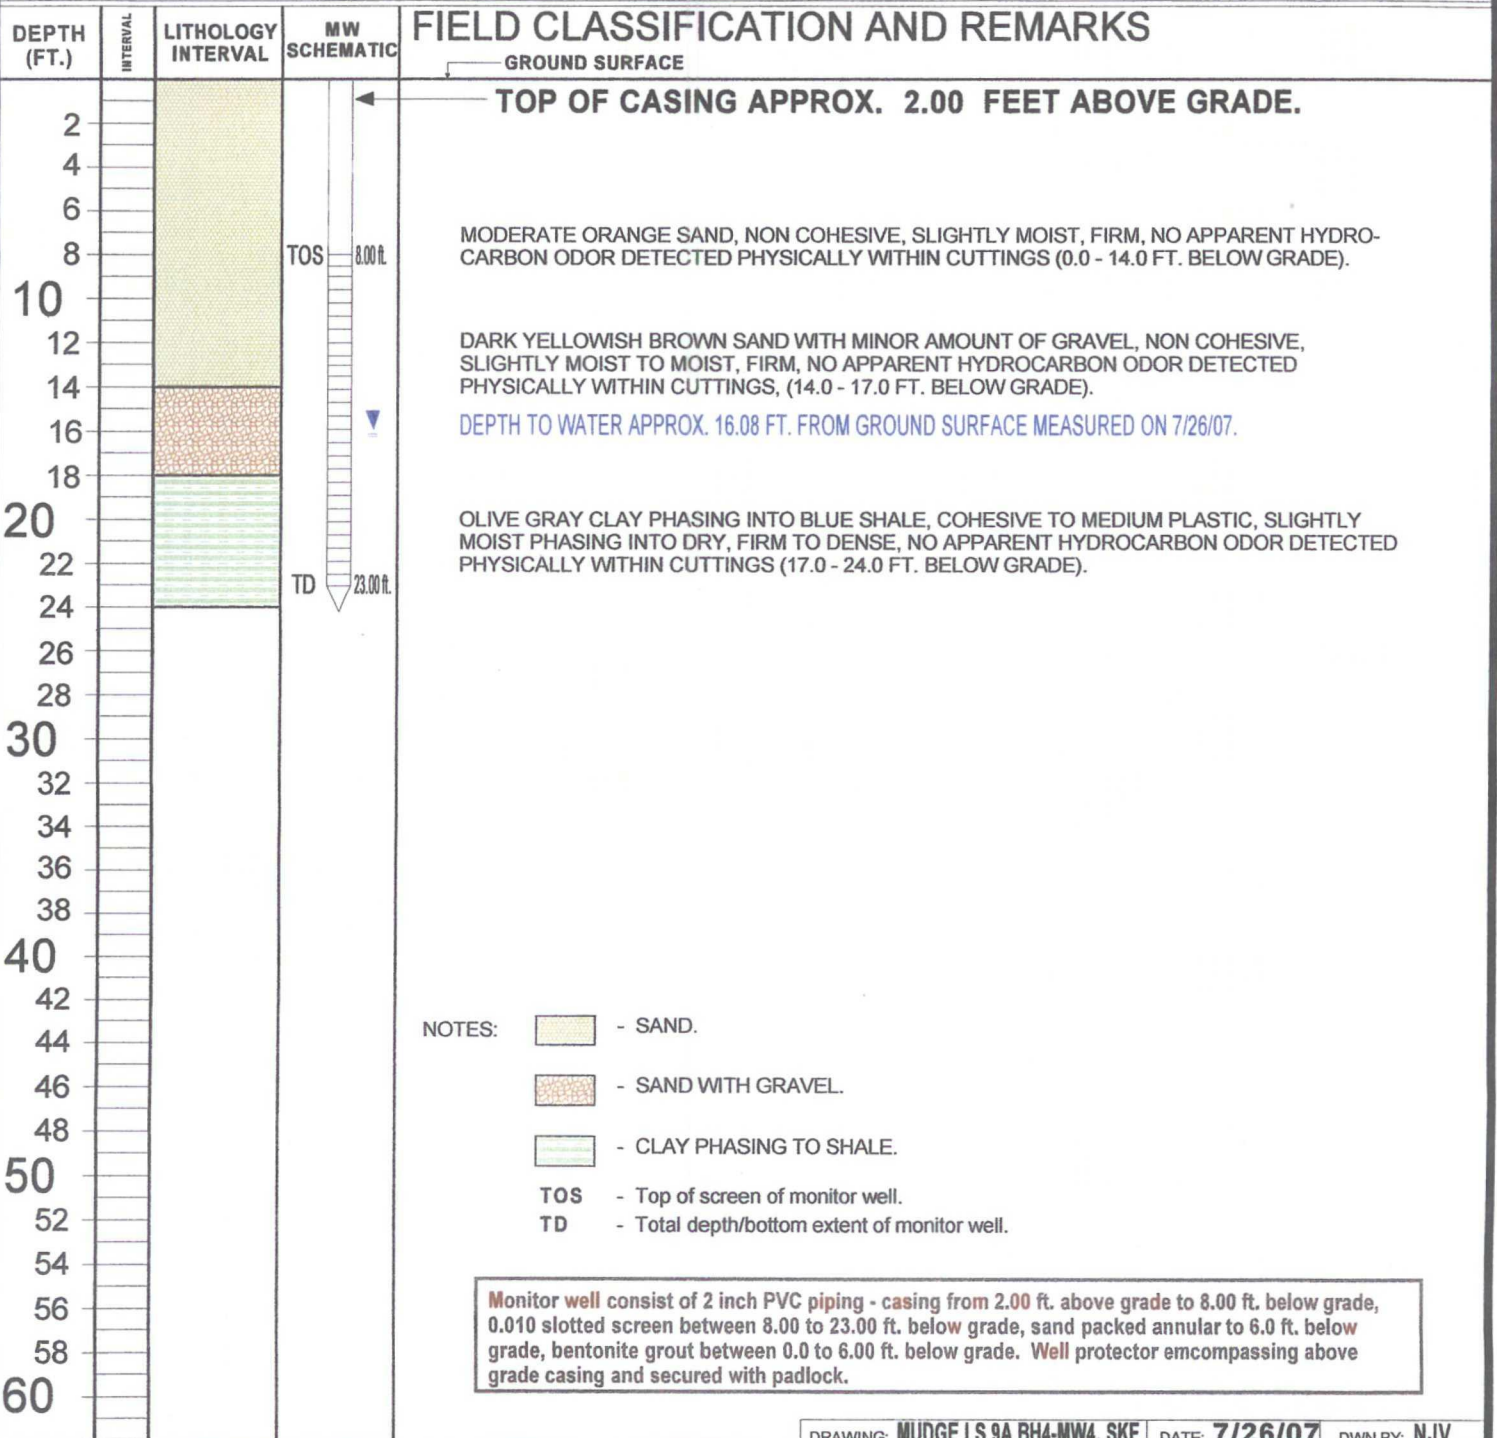 DEPTH
(FT.)
INTERVAL
LITHOLOGY
INTERVAL
MW
SCHEMATIC
FIELD CLASSIFICATION AND REMARKS
GROUND SURFACE
TOP OF CASING APPROX. 2.00 FEET ABOVE GRADE.
2
4
6
8
10
12
14
16
18
20
22
24
26
28
30
32
34
36
38
40
42
44
46
48
50
52
54
56
58
60
TOS 8.00 ft.
TD 23.00 ft.
MODERATE ORANGE SAND, NON COHESIVE, SLIGHTLY MOIST, FIRM, NO APPARENT HYDRO-
CARBON ODOR DETECTED PHYSICALLY WITHIN CUTTINGS (0.0 - 14.0 FT. BELOW GRADE).
DARK YELLOWISH BROWN SAND WITH MINOR AMOUNT OF GRAVEL, NON COHESIVE,
SLIGHTLY MOIST TO MOIST, FIRM, NO APPARENT HYDROCARBON ODOR DETECTED
PHYSICALLY WITHIN CUTTINGS, (14.0 - 17.0 FT. BELOW GRADE).
DEPTH TO WATER APPROX. 16.08 FT. FROM GROUND SURFACE MEASURED ON 7/26/07.
OLIVE GRAY CLAY PHASING INTO BLUE SHALE, COHESIVE TO MEDIUM PLASTIC, SLIGHTLY
MOIST PHASING INTO DRY, FIRM TO DENSE, NO APPARENT HYDROCARBON ODOR DETECTED
PHYSICALLY WITHIN CUTTINGS (17.0 - 24.0 FT. BELOW GRADE).
NOTES: - SAND.
- SAND WITH GRAVEL.
- CLAY PHASING TO SHALE.
TOS - Top of screen of monitor well.
TD - Total depth/bottom extent of monitor well.
Monitor well consist of 2 inch PVC piping - casing from 2.00 ft. above grade to 8.00 ft. below grade,
0.010 slotted screen between 8.00 to 23.00 ft. below grade, sand packed annular to 6.0 ft. below
grade, bentonite grout between 0.0 to 6.00 ft. below grade. Well protector emcompassing above
grade casing and secured with padlock.
DRAWING: MUDGE LS 9A BH4-MW4. SKF DATE: 7/26/07 DWN BY: NJV